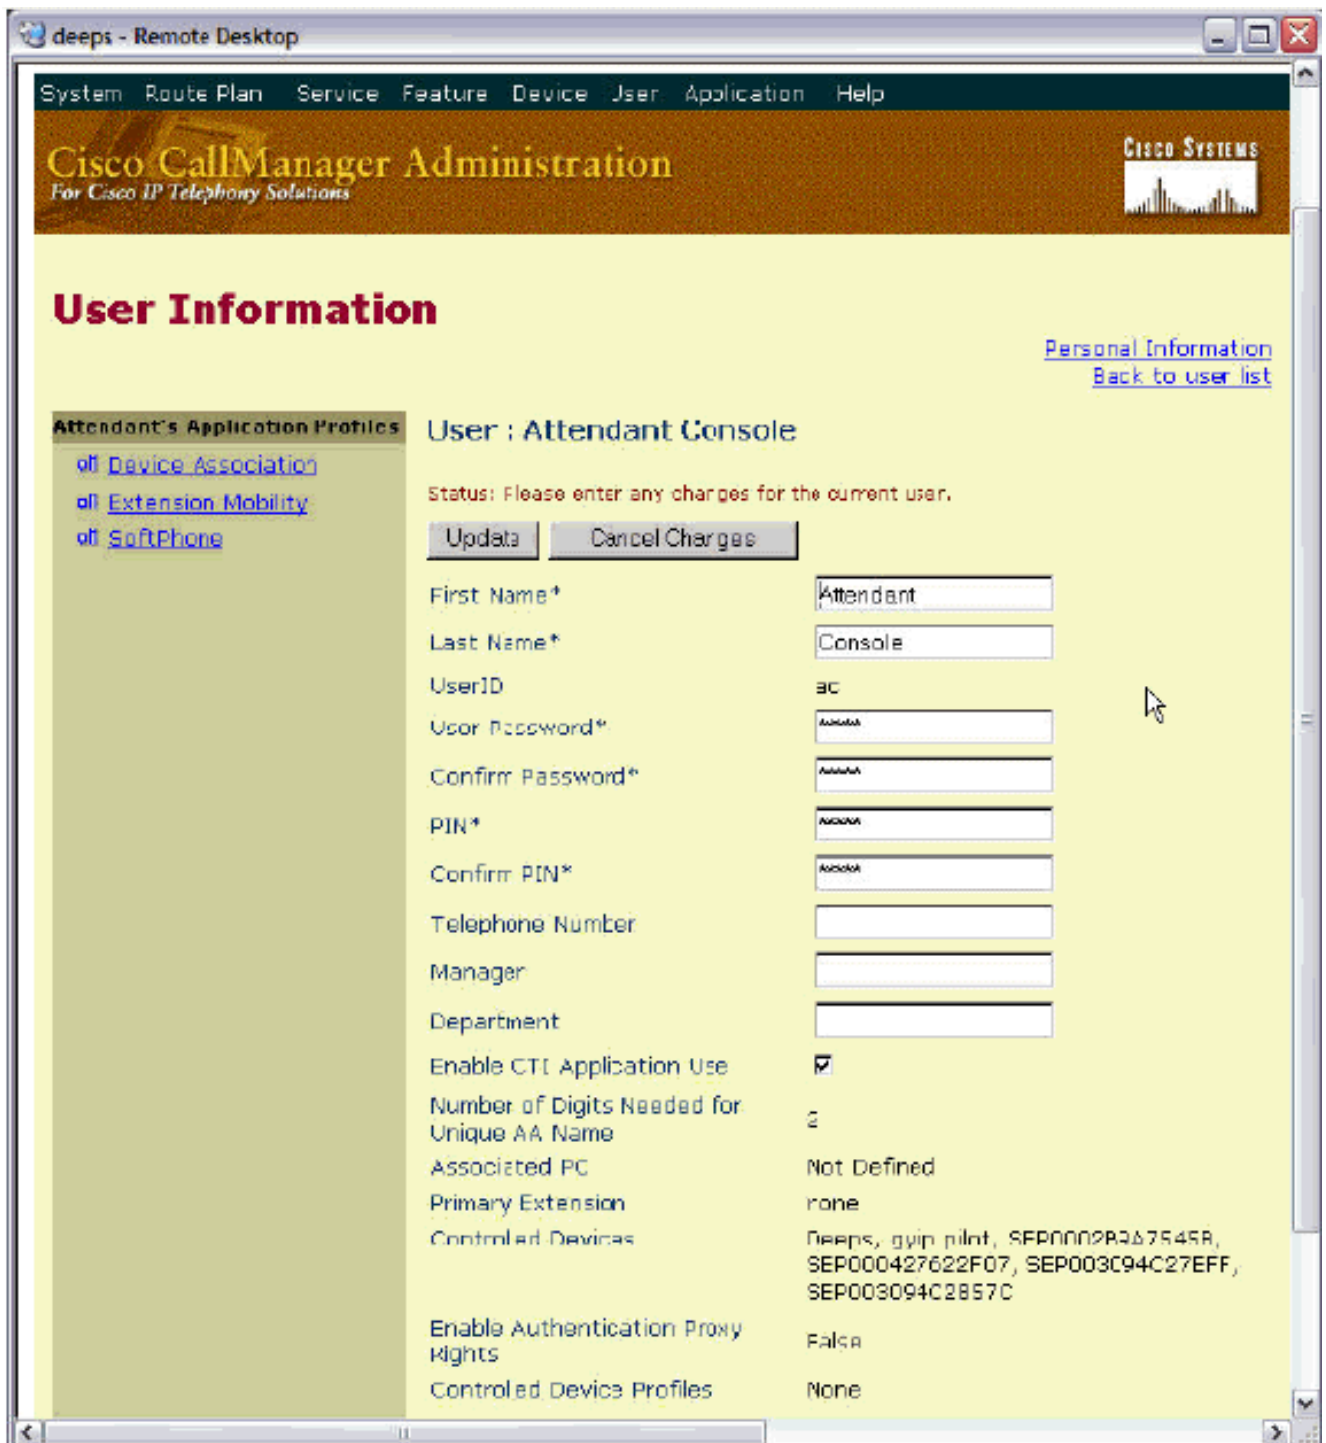 deeps - Remote Desktop
System Route Plan Service Feature Device User Application Help
Cisco CallManager Administration
For Cisco IP Telephony Solutions
CISCO SYSTEMS
User Information
Personal Information
Back to user list
Attendant's Application Profiles
Device Association
Extension Mobility
SoftPhone
User : Attendant Console
Status: Please enter any changes for the current user.
Update Cancel Changes
First Name* Attendant
Last Name* Console
UserID ac
User Password* *****
Confirm Password* *****
PIN* *****
Confirm PIN* *****
Telephone Number
Manager
Department
Enable CTI Application Use
Number of Digits Needed for
Unique AA Name 2
Associated PC Not Defined
Primary Extension none
Controlled Devices Deeps, gyip pilot, SEP0002B9A7545B,
SEP000427622F07, SEP003094C27EFF,
SEP003094C2857C
Enable Authentication Proxy
Rights False
Controled Device Profiles None